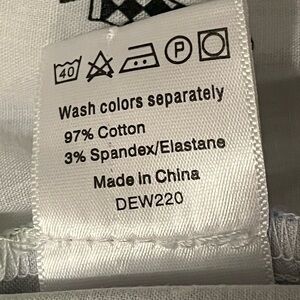 40 P
Wash colors separately
97% Cotton
3% Spandex/Elastane
Made in China
DEW220